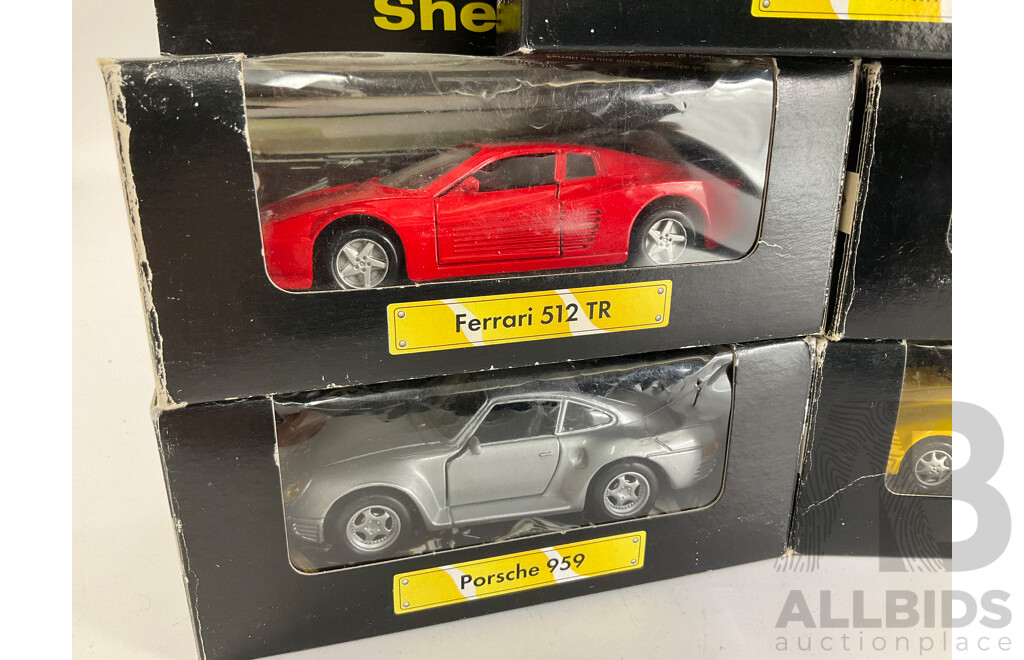 She
Ferrari 512 TR
Porsche 959
B
ALLBIDS
auctionplace